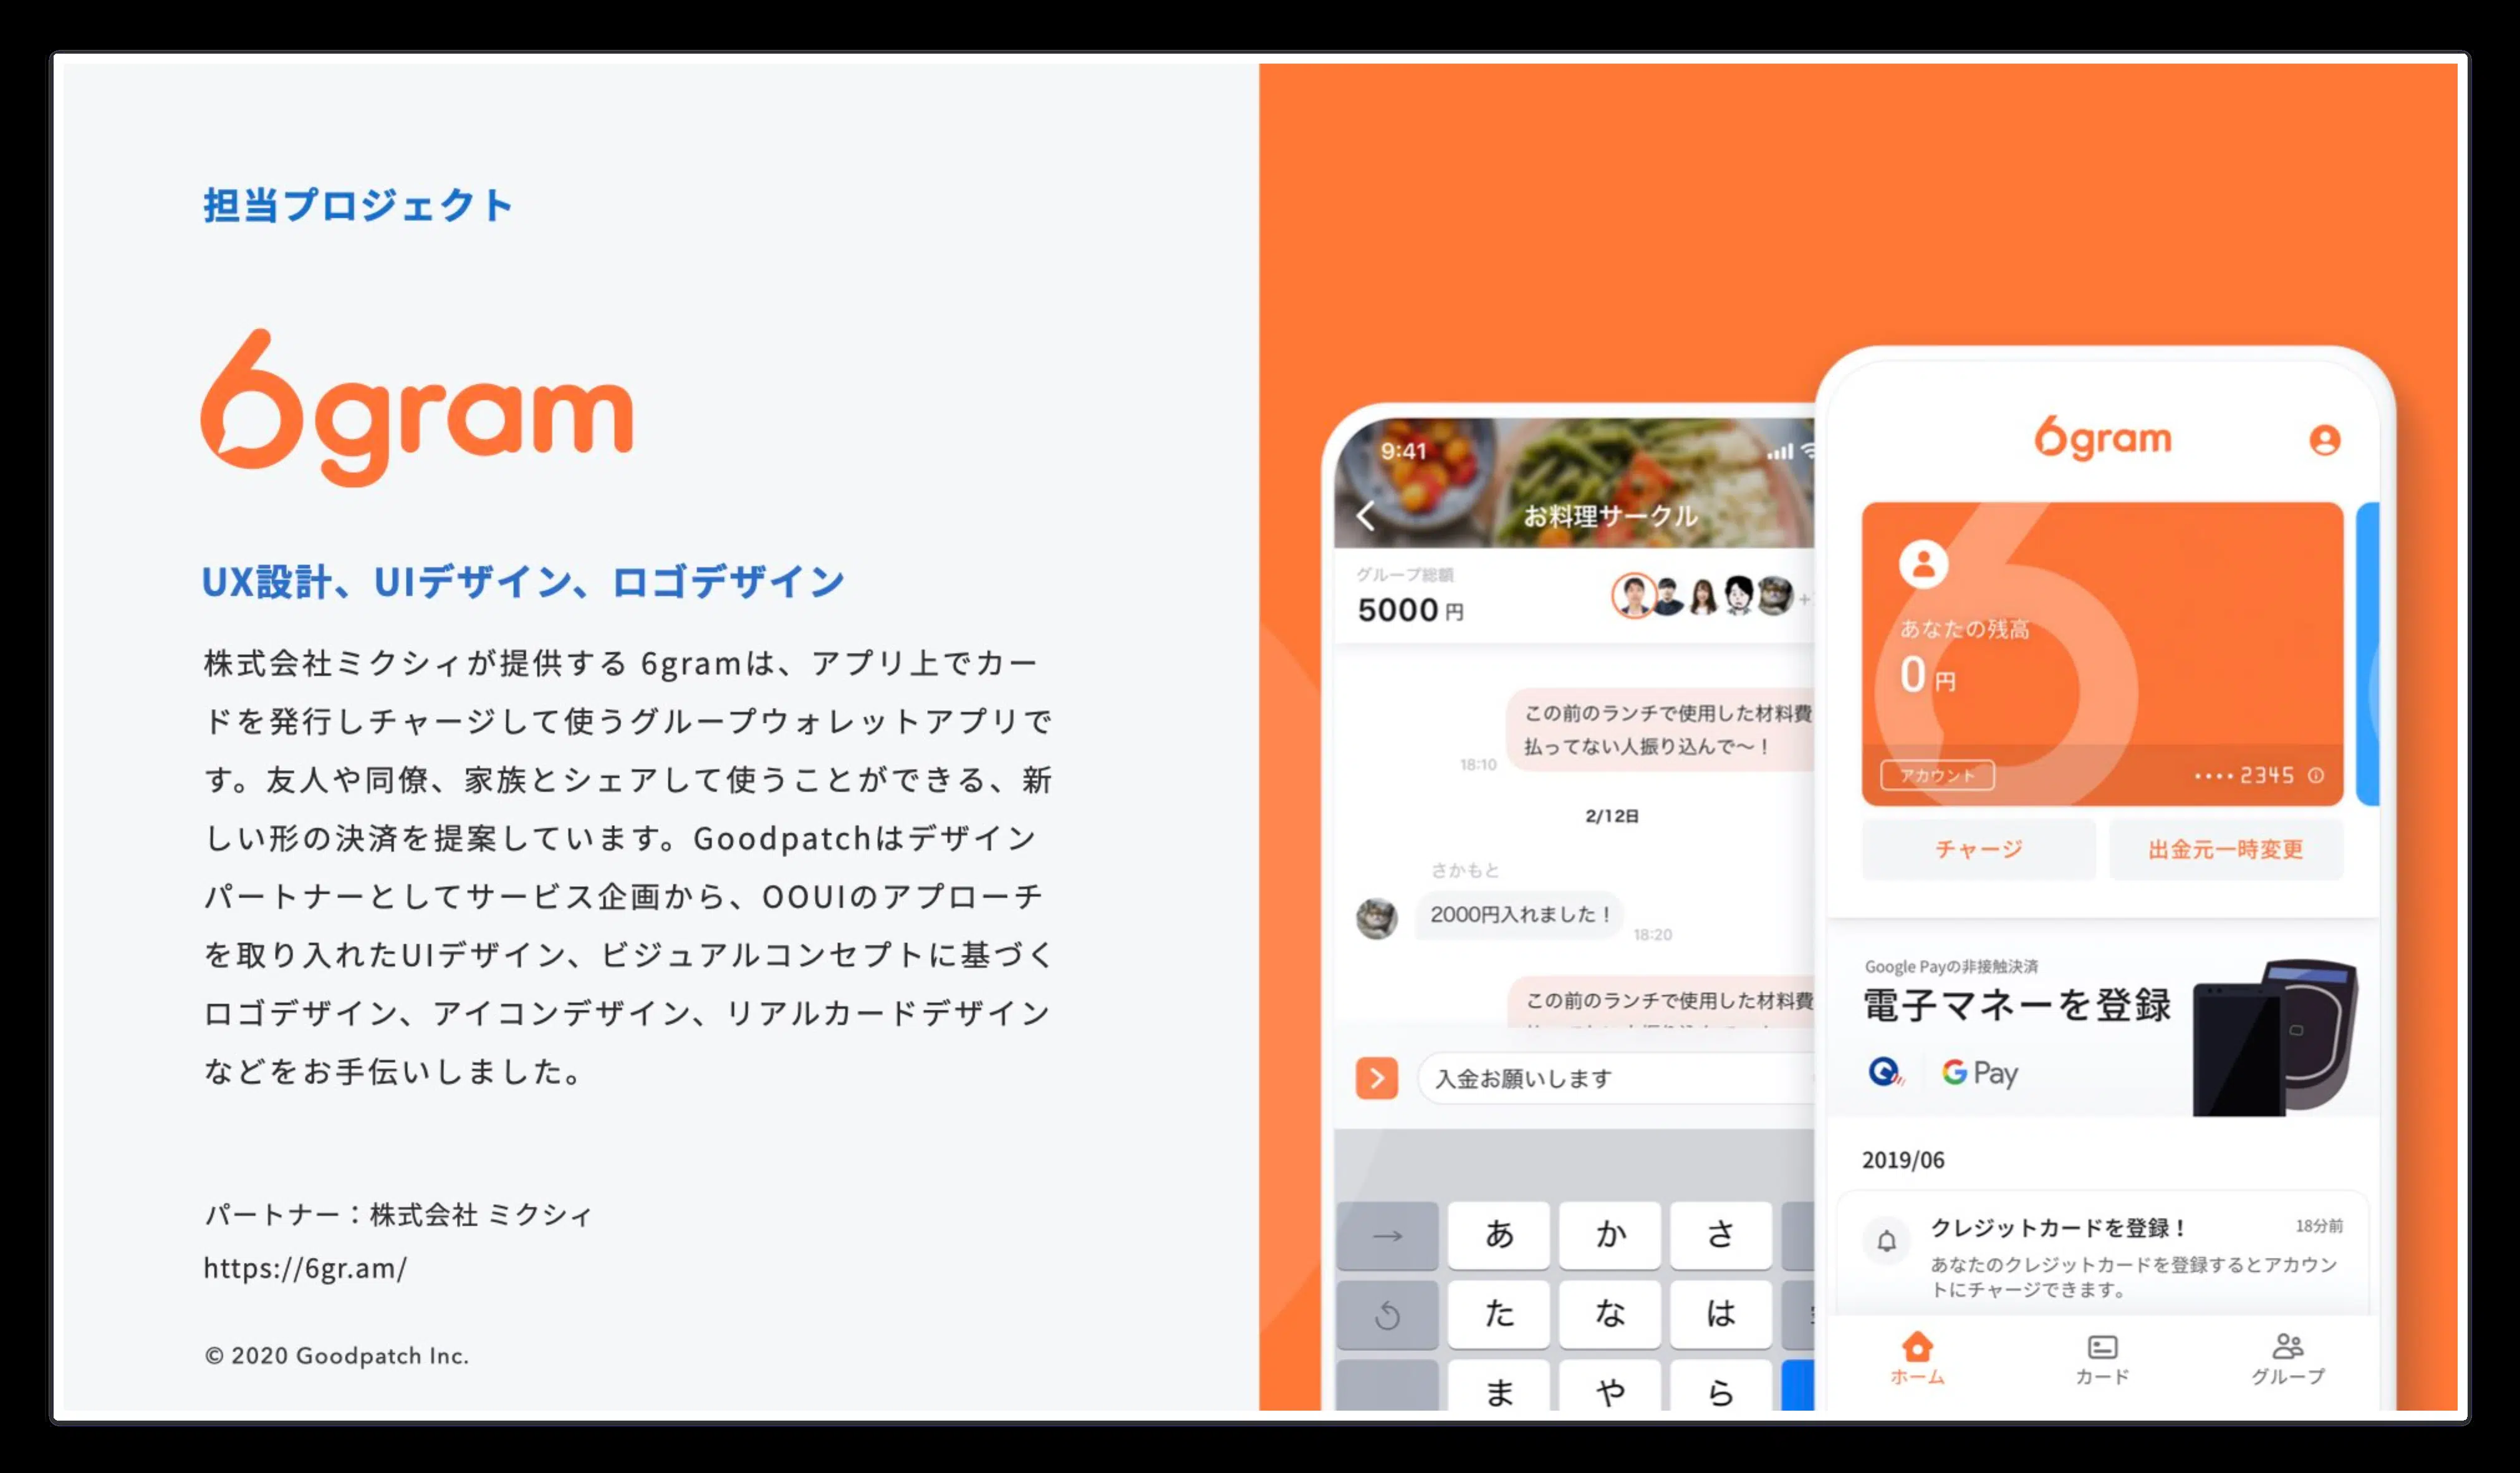 担当プロジェクト
6gram
UX設計、UIデザイン、ロゴデザイン
株式会社ミクシィが提供する 6gramは、アプリ上でカー
ドを発行しチャージして使うグループウォレットアプリで
す。友人や同僚、家族とシェアして使うことができる、新
しい形の決済を提案しています。Goodpatchはデザイン
パートナーとしてサービス企画から、OOUIのアプローチ
を取り入れたUIデザイン、ビジュアルコンセプトに基づく
ロゴデザイン、アイコンデザイン、リアルカードデザイン
などをお手伝いしました。
パートナー：株式会社 ミクシィ
https://6gr.am/
© 2020 Goodpatch Inc.
9:41
お料理サークル
グループ総額
5000 円
この前のランチで使用した材料費
払ってない人振り込んで〜！
18:10
2/12日
さかもと
2000円入れました！
18:20
この前のランチで使用した材料費
入金お願いします
→ あ か さ
た な は
ま や ら
6gram
あなたの残高
0 円
アカウント
•••• 2345
チャージ
出金元一時変更
Google Payの非接触決済
電子マネーを登録
G Pay
2019/06
クレジットカードを登録！
18分前
あなたのクレジットカードを登録するとアカウン
トにチャージできます。
ホーム
カード
グループ